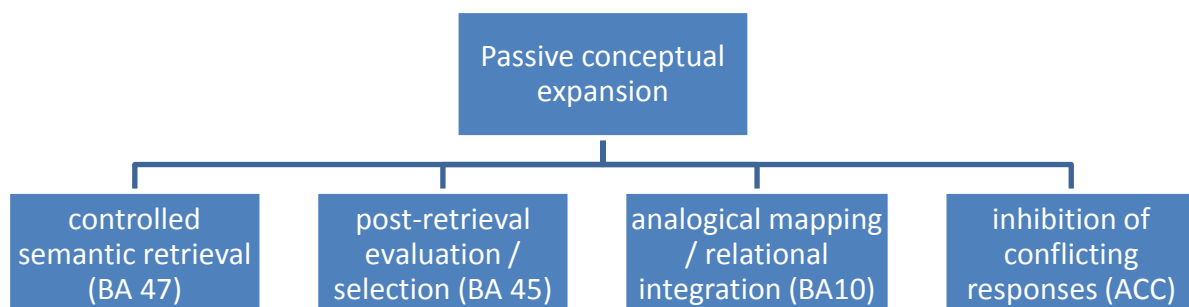 Passive conceptual
expansion
controlled
semantic retrieval
(BA 47)
post-retrieval
evaluation /
selection (BA 45)
analogical mapping
/ relational
integration (BA10)
inhibition of
conflicting
responses (ACC)